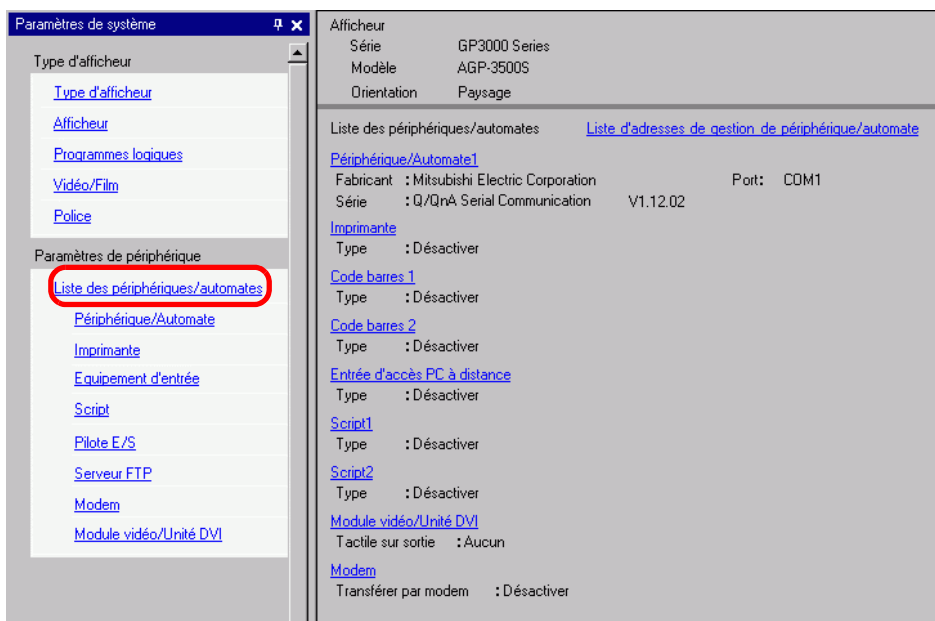 Paramètres de système
Type d'afficheur
Type d'afficheur
Afficheur
Programmes logiques
Vidéo/Film
Police
Paramètres de périphérique
Liste des périphériques/automates
Périphérique/Automate
Imprimante
Equipement d'entrée
Script
Pilote E/S
Serveur FTP
Modem
Module vidéo/Unité DVI
Afficheur
Série GP3000 Series
Modèle AGP-3500S
Orientation Paysage
Liste des périphériques/automates Liste d'adresses de gestion de périphérique/automate
Périphérique/Automate1
Fabricant : Mitsubishi Electric Corporation Port: COM1
Série : Q/QnA Serial Communication V1.12.02
Imprimante
Type : Désactiver
Code barres 1
Type : Désactiver
Code barres 2
Type : Désactiver
Entrée d'accès PC à distance
Type : Désactiver
Script1
Type : Désactiver
Script2
Type : Désactiver
Module vidéo/Unité DVI
Tactile sur sortie : Aucun
Modem
Transférer par modem : Désactiver